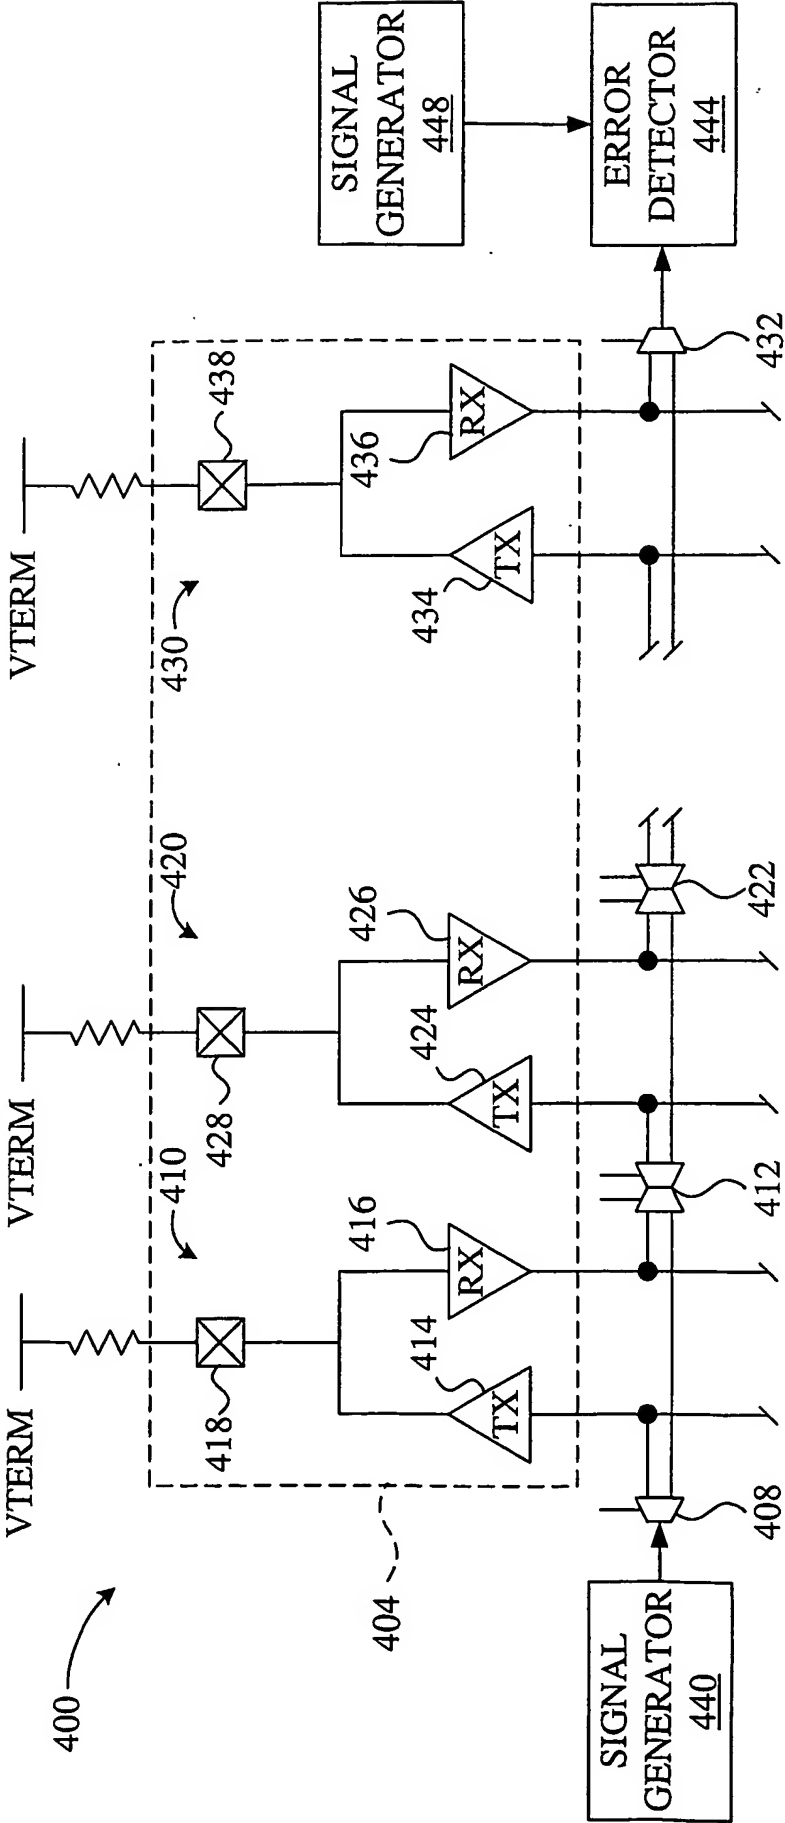 400
VTERM
VTERM
VTERM
410
420
430
418
428
438
404
414
TX
416
RX
424
TX
426
RX
434
TX
436
RX
408
412
422
432
SIGNAL
GENERATOR
440
SIGNAL
GENERATOR
448
ERROR
DETECTOR
444